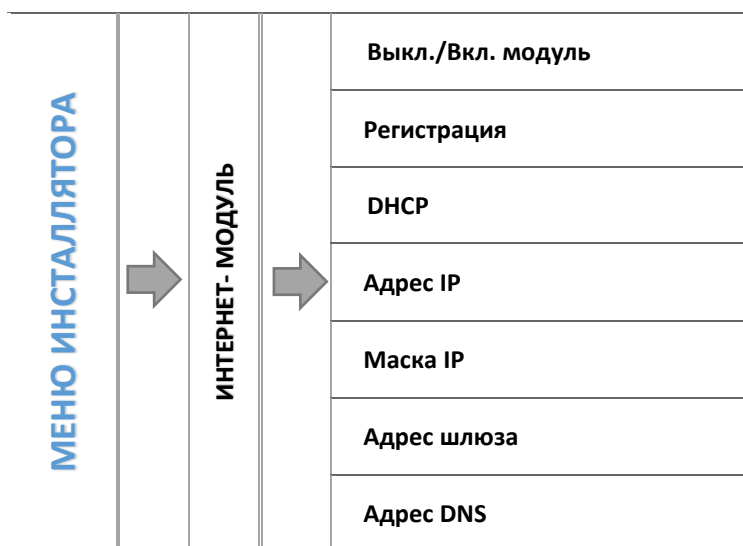 МЕНЮ ИНСТАЛЛЯТОРА
ИНТЕРНЕТ- МОДУЛЬ
Выкл./Вкл. модуль
Регистрация
DHCP
Адрес IP
Маска IP
Адрес шлюза
Адрес DNS